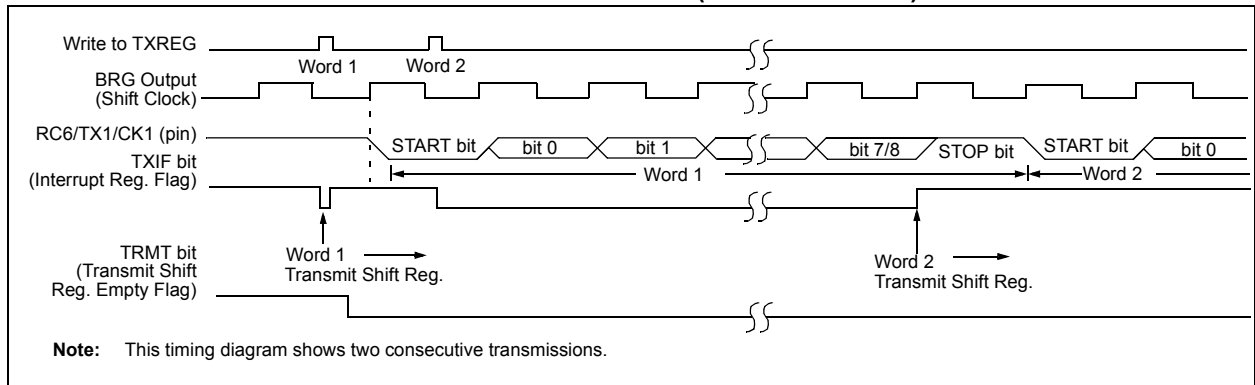 Write to TXREG
Word 1
Word 2
BRG Output
(Shift Clock)
RC6/TX1/CK1 (pin)
START bit
bit 0
bit 1
bit 7/8
STOP bit
START bit
bit 0
TXIF bit
(Interrupt Reg. Flag)
Word 1
Word 2
Word 1
Transmit Shift Reg.
Word 2
Transmit Shift Reg.
TRMT bit
(Transmit Shift
Reg. Empty Flag)
Note: This timing diagram shows two consecutive transmissions.